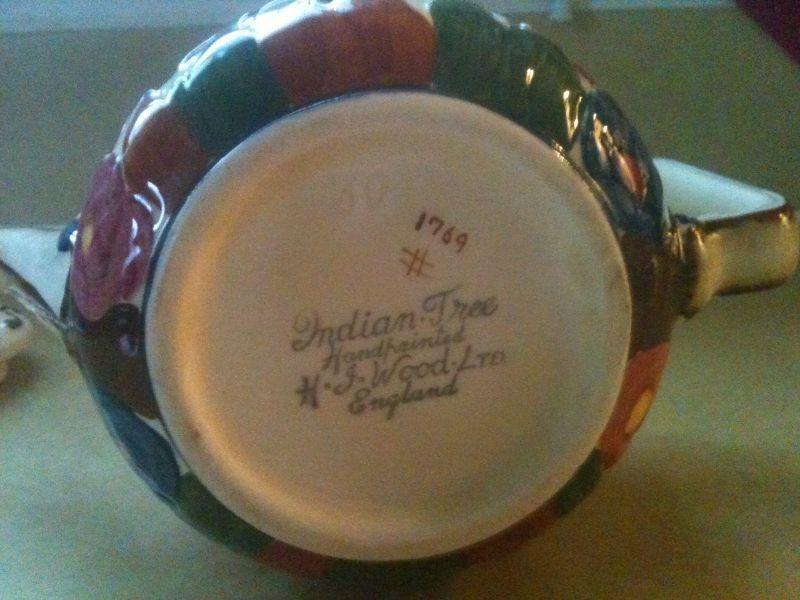 1769
#
Indian·Tree
Handpainted
H·J·Wood·LTD.
England